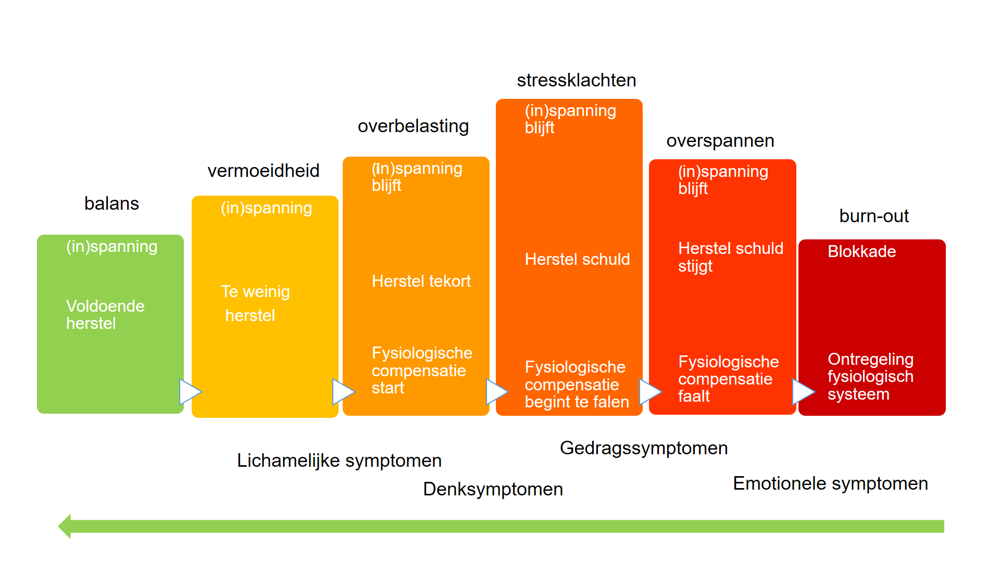 balans
(in)spanning
Voldoende
herstel
vermoeidheid
(in)spanning
Te weinig
herstel
overbelasting
(in)spanning
blijft
Herstel tekort
Fysiologische
compensatie
start
stressklachten
(in)spanning
blijft
Herstel schuld
Fysiologische
compensatie
begint te falen
overspannen
(in)spanning
blijft
Herstel schuld
stijgt
Fysiologische
compensatie
faalt
burn-out
Blokkade
Ontregeling
fysiologisch
systeem
Lichamelijke symptomen
Denksymptomen
Gedragssymptomen
Emotionele symptomen